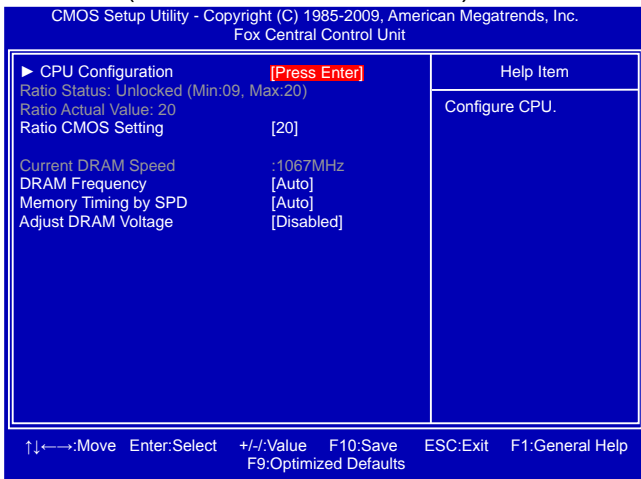 CMOS Setup Utility - Copyright (C) 1985-2009, American Megatrends, Inc.
Fox Central Control Unit
► CPU Configuration [Press Enter]
Ratio Status: Unlocked (Min:09, Max:20)
Ratio Actual Value: 20
Ratio CMOS Setting [20]
Current DRAM Speed :1067MHz
DRAM Frequency [Auto]
Memory Timing by SPD [Auto]
Adjust DRAM Voltage [Disabled]
Help Item
Configure CPU.
↑↓←→:Move Enter:Select +/-/:Value F10:Save ESC:Exit F1:General Help
F9:Optimized Defaults